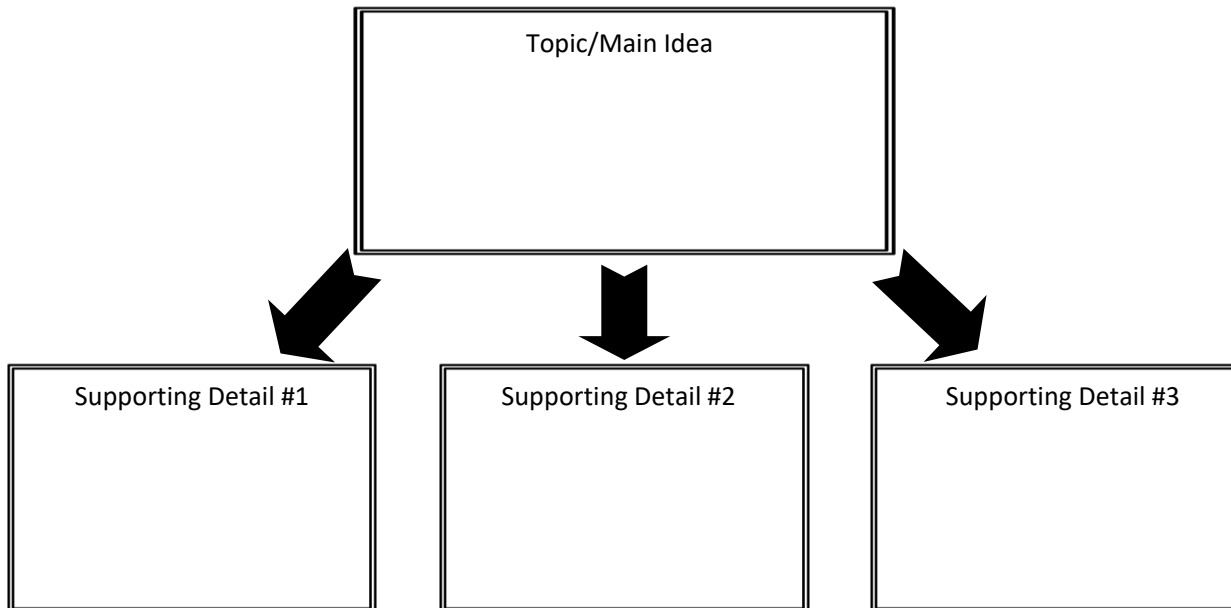 Topic/Main Idea
Supporting Detail #1
Supporting Detail #2
Supporting Detail #3